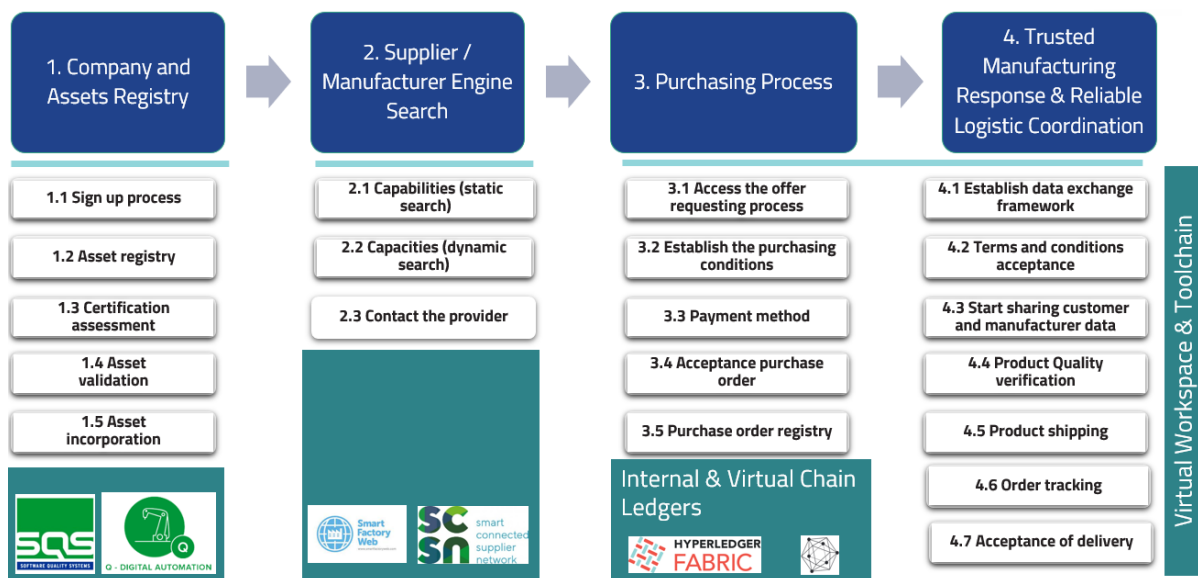 1. Company and
Assets Registry
2. Supplier /
Manufacturer Engine
Search
3. Purchasing Process
4. Trusted
Manufacturing
Response & Reliable
Logistic Coordination
1.1 Sign up process
1.2 Asset registry
1.3 Certification
assessment
1.4 Asset
validation
1.5 Asset
incorporation
SQS
SOFTWARE QUALITY SYSTEMS
Q
Q - DIGITAL AUTOMATION
2.1 Capabilities (static
search)
2.2 Capacities (dynamic
search)
2.3 Contact the provider
Smart
Factory
Web
SC
SN
smart
connected
supplier
network
3.1 Access the offer
requesting process
3.2 Establish the purchasing
conditions
3.3 Payment method
3.4 Acceptance purchase
order
3.5 Purchase order registry
Internal & Virtual Chain
Ledgers
HYPERLEDGER
FABRIC
4.1 Establish data exchange
framework
4.2 Terms and conditions
acceptance
4.3 Start sharing customer
and manufacturer data
4.4 Product Quality
verification
4.5 Product shipping
4.6 Order tracking
4.7 Acceptance of delivery
Virtual Workspace & Toolchain